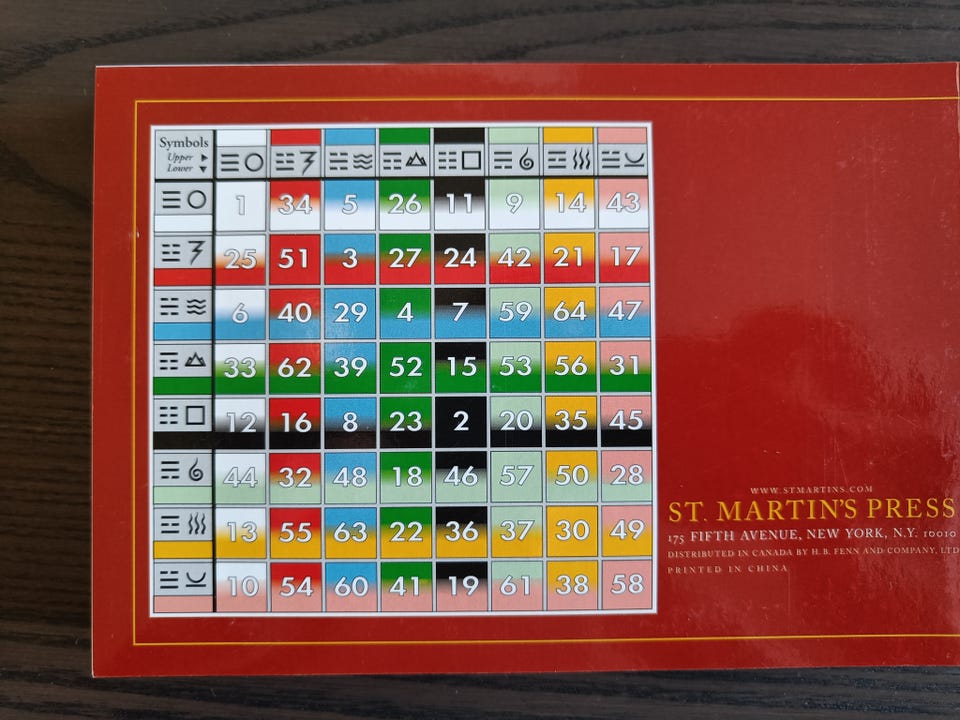 Symbols
Upper ▶
Lower ▼
☰ ☳ ☵ ☶ ☷ ☴ ☲ ☱
☰ 1 34 5 26 11 9 14 43
☳ 25 51 3 27 24 42 21 17
☵ 6 40 29 4 7 59 64 47
☶ 33 62 39 52 15 53 56 31
☷ 12 16 8 23 2 20 35 45
☴ 44 32 48 18 46 57 50 28
☲ 13 55 63 22 36 37 30 49
☱ 10 54 60 41 19 61 38 58
WWW.STMARTINS.COM
ST. MARTIN'S PRESS
175 FIFTH AVENUE, NEW YORK, N.Y. 10010
DISTRIBUTED IN CANADA BY H. B. FENN AND COMPANY, LTD
PRINTED IN CHINA